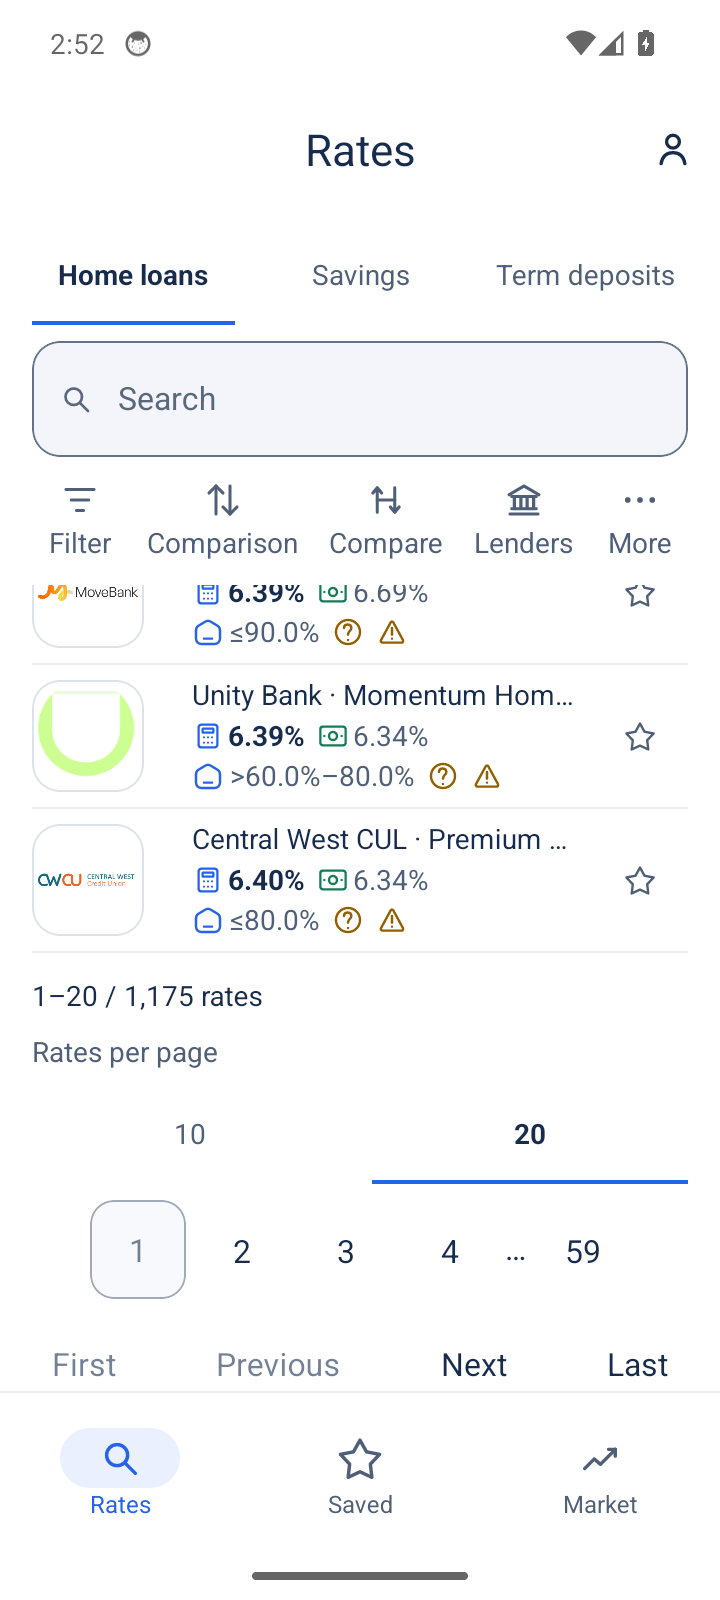 2:52
Rates
Home loans
Savings
Term deposits
Search
Filter
Comparison
Compare
Lenders
More
MoveBank
6.39% 6.69%
≤90.0%
Unity Bank · Momentum Hom…
6.39% 6.34%
>60.0%–80.0%
CWCU CENTRAL WEST
Credit Union
Central West CUL · Premium …
6.40% 6.34%
≤80.0%
1–20 / 1,175 rates
Rates per page
10
20
1 2 3 4 … 59
First Previous Next Last
Rates
Saved
Market